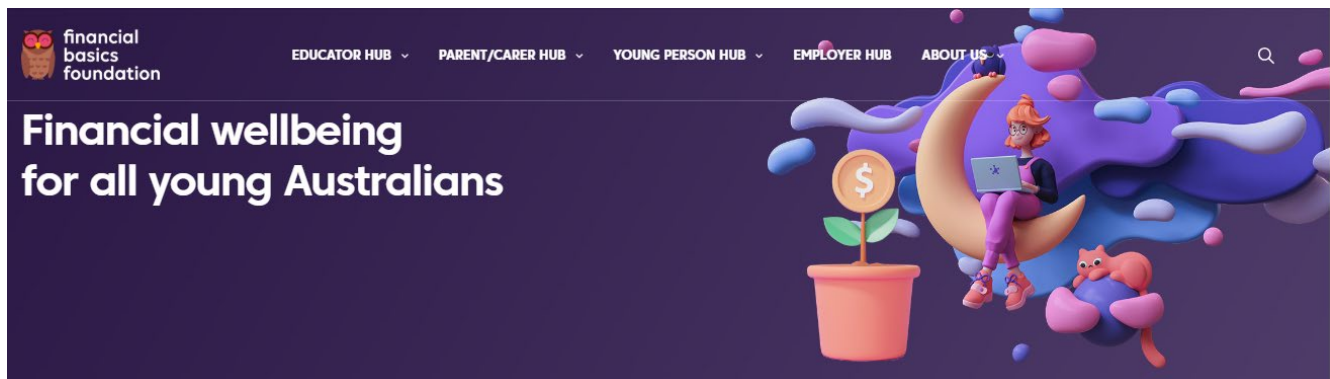 financial
basics
foundation
EDUCATOR HUB
PARENT/CARER HUB
YOUNG PERSON HUB
EMPLOYER HUB
ABOUT US
Financial wellbeing
for all young Australians
$